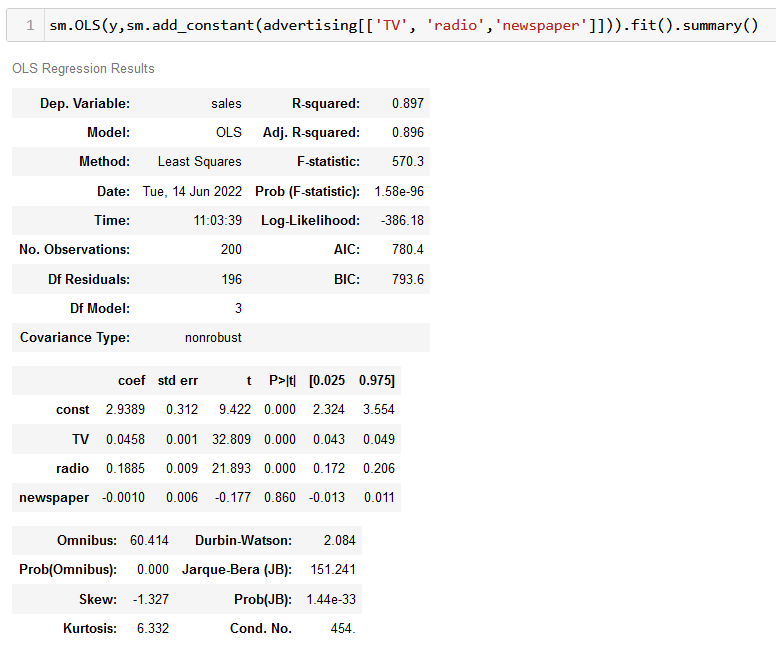 1 sm.OLS(y,sm.add_constant(advertising[['TV', 'radio','newspaper']])).fit().summary()
OLS Regression Results
Dep. Variable: sales R-squared: 0.897
Model: OLS Adj. R-squared: 0.896
Method: Least Squares F-statistic: 570.3
Date: Tue, 14 Jun 2022 Prob (F-statistic): 1.58e-96
Time: 11:03:39 Log-Likelihood: -386.18
No. Observations: 200 AIC: 780.4
Df Residuals: 196 BIC: 793.6
Df Model: 3
Covariance Type: nonrobust
coef std err t P>|t| [0.025 0.975]
const 2.9389 0.312 9.422 0.000 2.324 3.554
TV 0.0458 0.001 32.809 0.000 0.043 0.049
radio 0.1885 0.009 21.893 0.000 0.172 0.206
newspaper -0.0010 0.006 -0.177 0.860 -0.013 0.011
Omnibus: 60.414 Durbin-Watson: 2.084
Prob(Omnibus): 0.000 Jarque-Bera (JB): 151.241
Skew: -1.327 Prob(JB): 1.44e-33
Kurtosis: 6.332 Cond. No. 454.